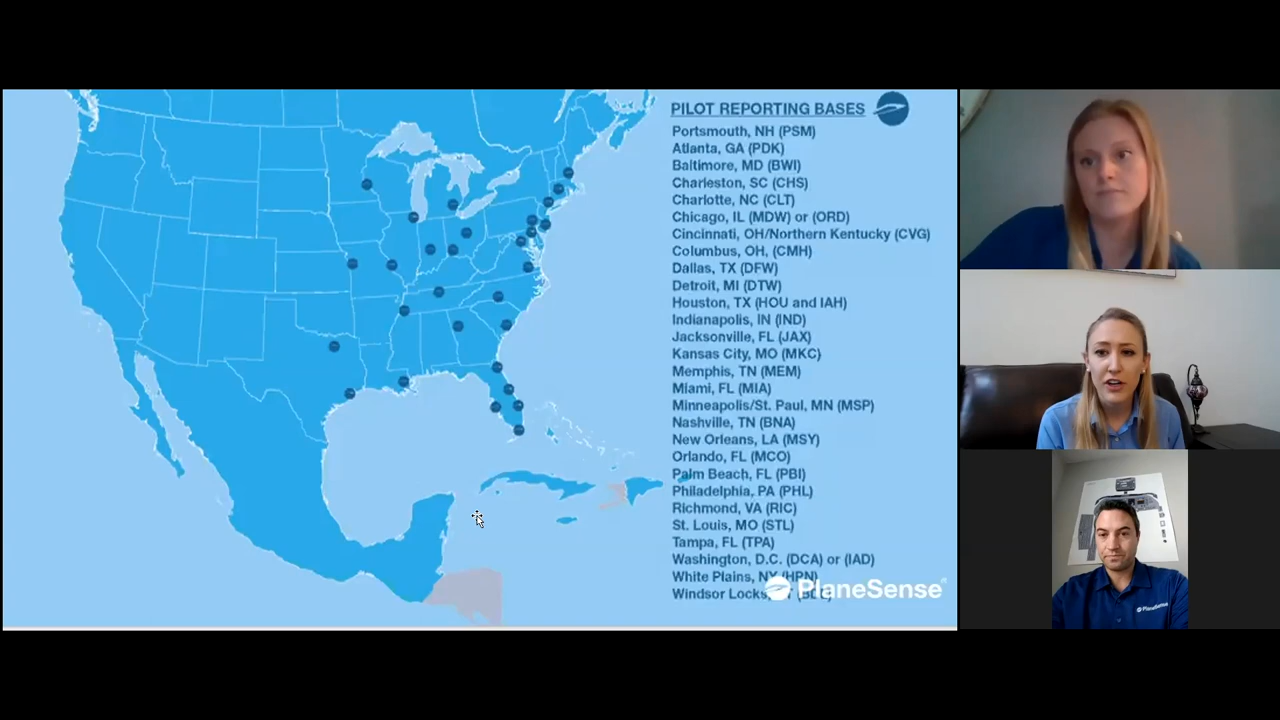 PILOT REPORTING BASES
Portsmouth, NH (PSM)
Atlanta, GA (PDK)
Baltimore, MD (BWI)
Charleston, SC (CHS)
Charlotte, NC (CLT)
Chicago, IL (MDW) or (ORD)
Cincinnati, OH/Northern Kentucky (CVG)
Columbus, OH, (CMH)
Dallas, TX (DFW)
Detroit, MI (DTW)
Houston, TX (HOU and IAH)
Indianapolis, IN (IND)
Jacksonville, FL (JAX)
Kansas City, MO (MKC)
Memphis, TN (MEM)
Miami, FL (MIA)
Minneapolis/St. Paul, MN (MSP)
Nashville, TN (BNA)
New Orleans, LA (MSY)
Orlando, FL (MCO)
Palm Beach, FL (PBI)
Philadelphia, PA (PHL)
Richmond, VA (RIC)
St. Louis, MO (STL)
Tampa, FL (TPA)
Washington, D.C. (DCA) or (IAD)
White Plains, NY (HPN)
PlaneSense
Windsor Locks,
PlaneSense